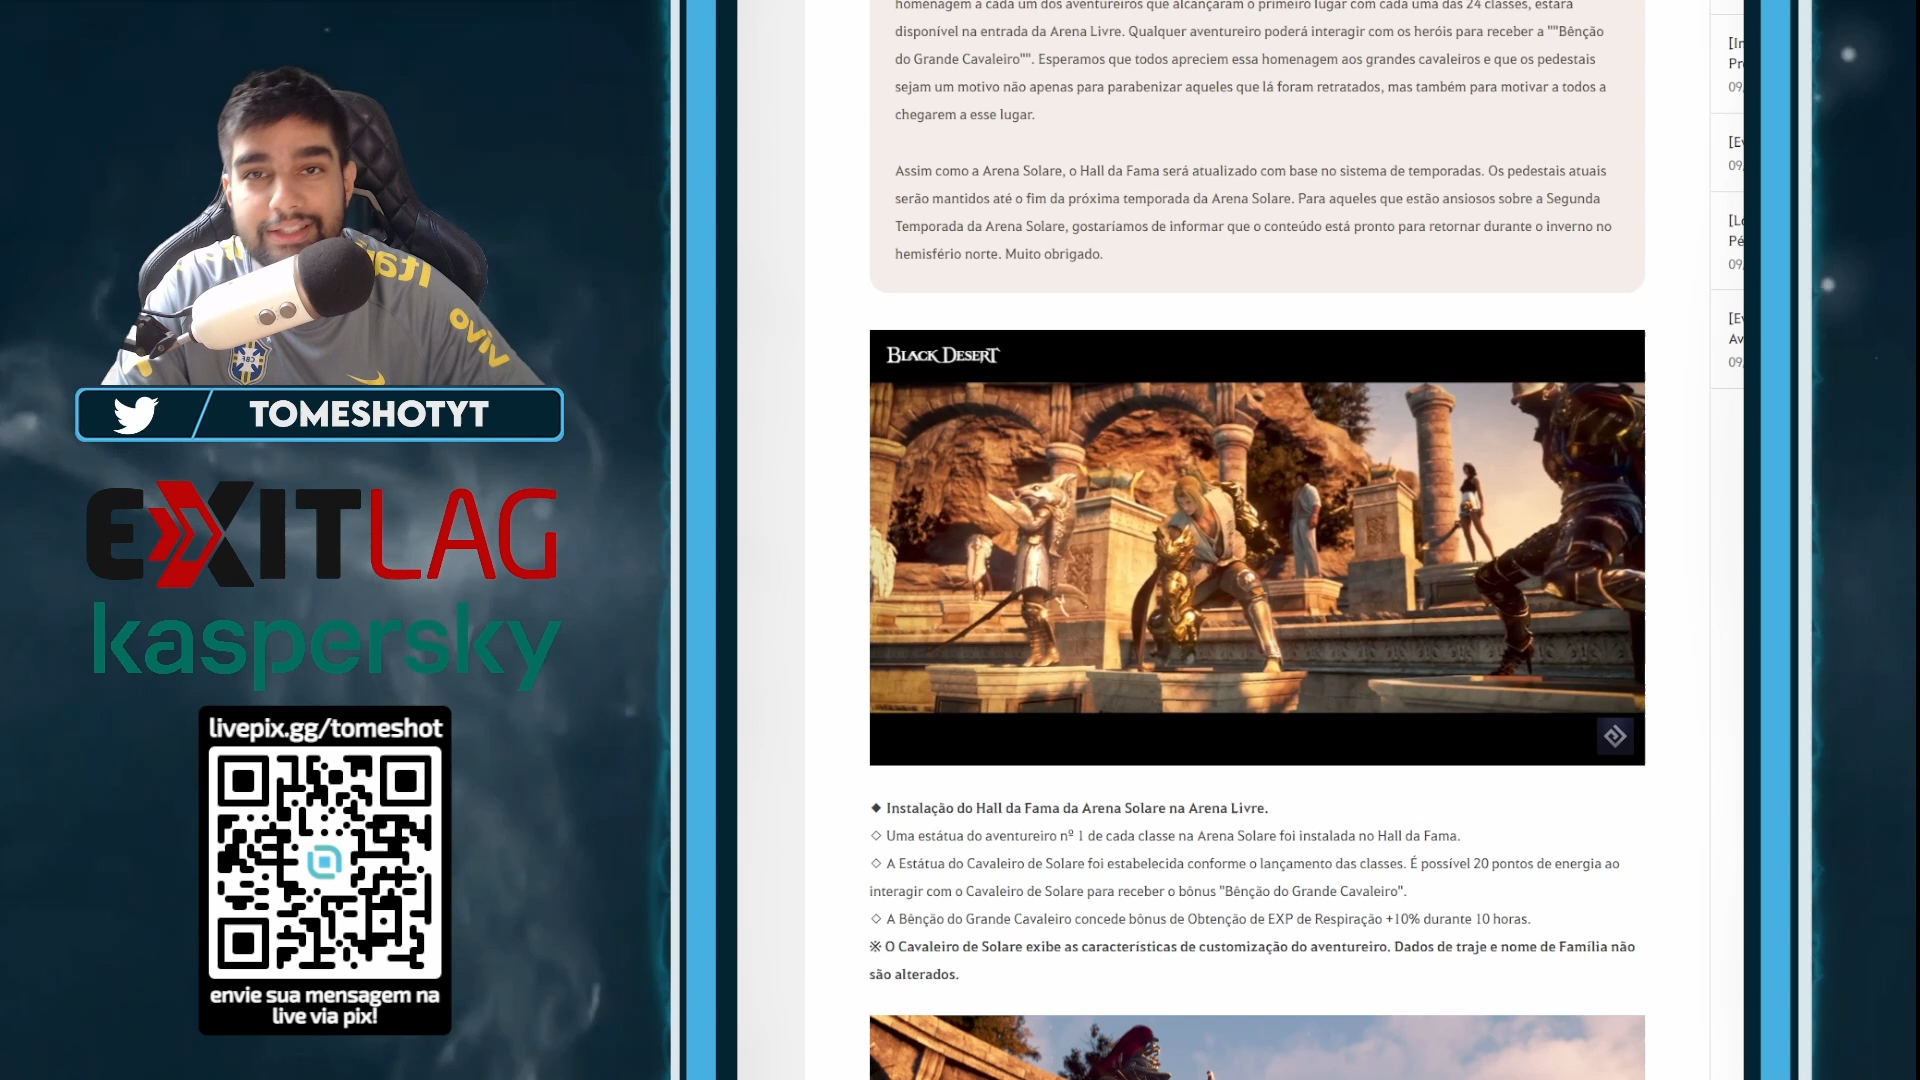 TOMESHOTYT
EXITLAG
kaspersky
livepix.gg/tomeshot
envie sua mensagem na
live via pix!
homenagem a cada um dos aventureiros que alcançaram o primeiro lugar com cada uma das 24 classes, estará
disponível na entrada da Arena Livre. Qualquer aventureiro poderá interagir com os heróis para receber a ""Bênção
do Grande Cavaleiro"". Esperamos que todos apreciem essa homenagem aos grandes cavaleiros e que os pedestais
sejam um motivo não apenas para parabenizar aqueles que lá foram retratados, mas também para motivar a todos a
chegarem a esse lugar.
Assim como a Arena Solare, o Hall da Fama será atualizado com base no sistema de temporadas. Os pedestais atuais
serão mantidos até o fim da próxima temporada da Arena Solare. Para aqueles que estão ansiosos sobre a Segunda
Temporada da Arena Solare, gostaríamos de informar que o conteúdo está pronto para retornar durante o inverno no
hemisfério norte. Muito obrigado.
BLACK DESERT
◆ Instalação do Hall da Fama da Arena Solare na Arena Livre.
◇ Uma estátua do aventureiro nº 1 de cada classe na Arena Solare foi instalada no Hall da Fama.
◇ A Estátua do Cavaleiro de Solare foi estabelecida conforme o lançamento das classes. É possível 20 pontos de energia ao
interagir com o Cavaleiro de Solare para receber o bônus "Bênção do Grande Cavaleiro".
◇ A Bênção do Grande Cavaleiro concede bônus de Obtenção de EXP de Respiração +10% durante 10 horas.
※ O Cavaleiro de Solare exibe as características de customização do aventureiro. Dados de traje e nome de Família não
são alterados.
vivo
CBF
09
09
09
09